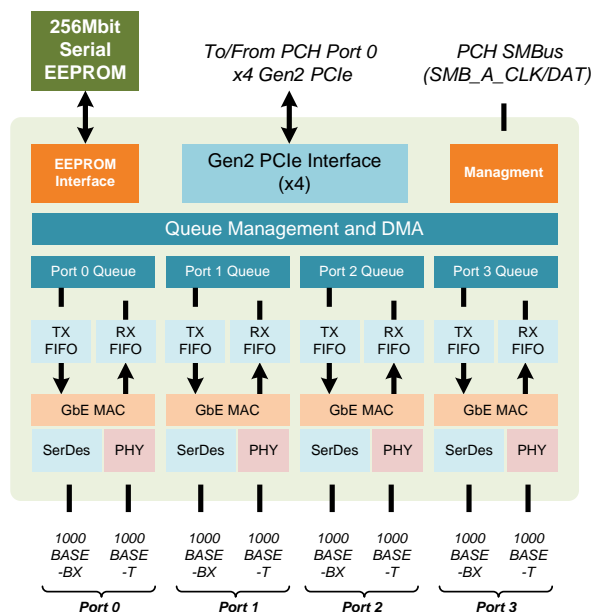 256Mbit
Serial
EEPROM
To/From PCH Port 0
x4 Gen2 PCIe
PCH SMBus
(SMB_A_CLK/DAT)
EEPROM
Interface
Gen2 PCIe Interface
(x4)
Managment
Queue Management and DMA
Port 0 Queue
Port 1 Queue
Port 2 Queue
Port 3 Queue
TX
FIFO
RX
FIFO
TX
FIFO
RX
FIFO
TX
FIFO
RX
FIFO
TX
FIFO
RX
FIFO
GbE MAC
GbE MAC
GbE MAC
GbE MAC
SerDes
PHY
SerDes
PHY
SerDes
PHY
SerDes
PHY
1000
BASE
-BX
1000
BASE
-T
1000
BASE
-BX
1000
BASE
-T
1000
BASE
-BX
1000
BASE
-T
1000
BASE
-BX
1000
BASE
-T
Port 0
Port 1
Port 2
Port 3